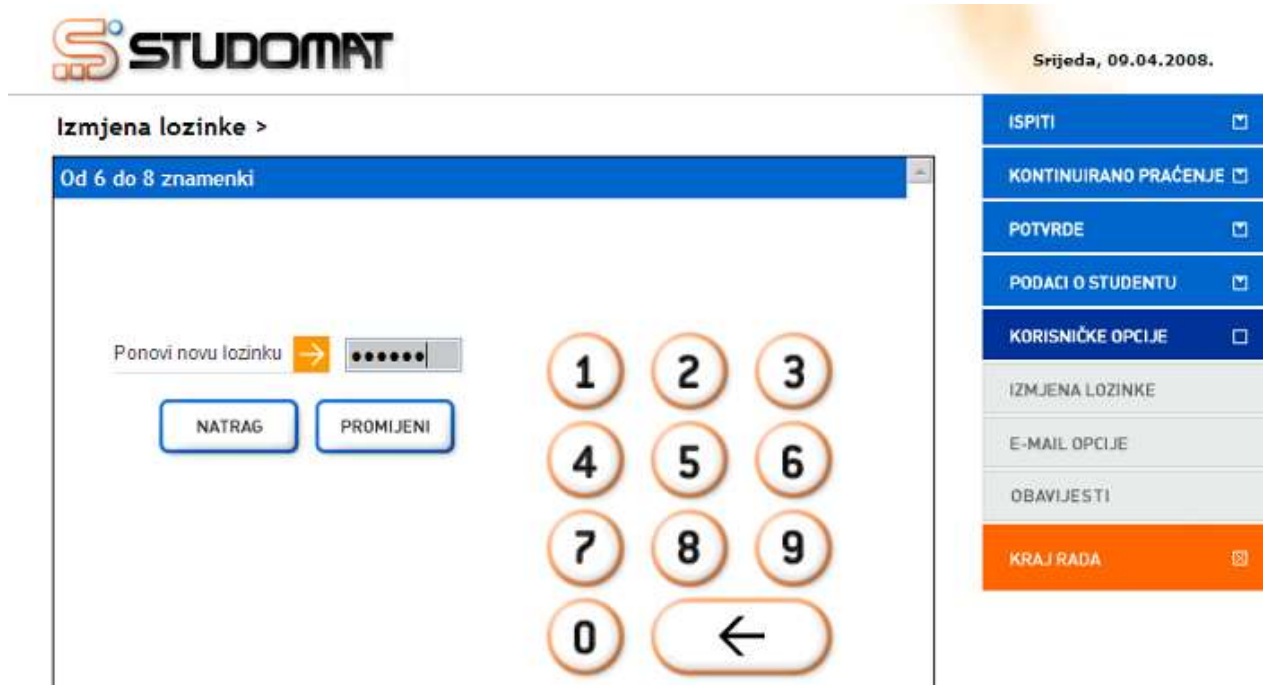 STUDOMAT
Srijeda, 09.04.2008.
Izmjena lozinke >
Od 6 do 8 znamenki
Ponovi novu lozinku
NATRAG
PROMIJENI
1 2 3
4 5 6
7 8 9
0
ISPITI
KONTINUIRANO PRAĆENJE
POTVRDE
PODACI O STUDENTU
KORISNIČKE OPCIJE
IZMJENA LOZINKE
E-MAIL OPCIJE
OBAVIJESTI
KRAJ RADA